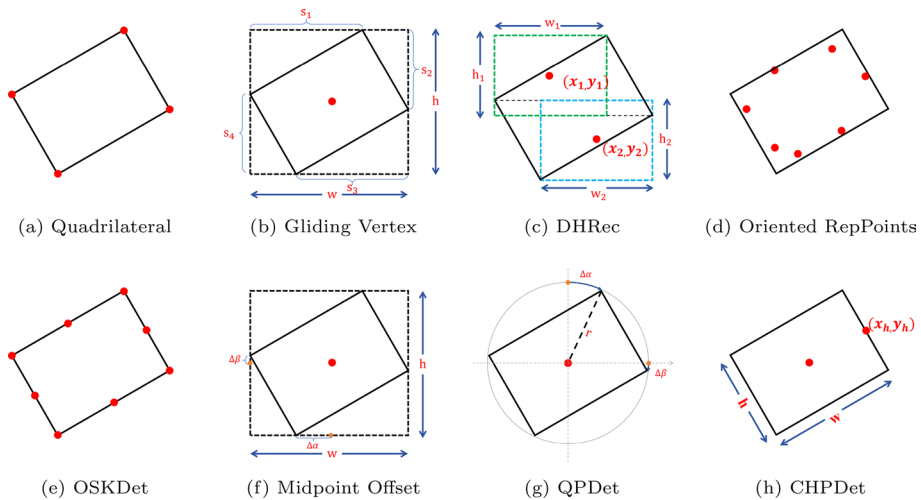 s₁
s₂
h
s₄
s₃
w
w₁
h₁
(x₁,y₁)
(x₂,y₂)
h₂
w₂
(a) Quadrilateral
(b) Gliding Vertex
(c) DHRec
(d) Oriented RepPoints
Δβ
h
Δα
w
Δα
r
Δβ
(xₕ,yₕ)
h
w
(e) OSKDet
(f) Midpoint Offset
(g) QPDet
(h) CHPDet